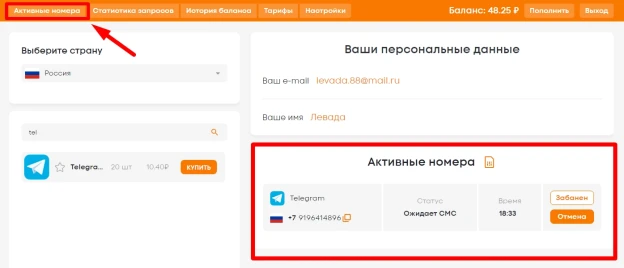 Активные номера Статистика запросов История баланса Тарифы Настройки Баланс: 48.25 ₽ Пополнить Выход
Выберите страну
Россия
tel
Telegra... 20 шт 10.40₽ КУПИТЬ
Ваши персональные данные
Ваш e-mail levada.88@mail.ru
Ваше имя Левада
Активные номера
Telegram
+7 9196414896
Статус
Ожидает СМС
Время
18:33
Забанен
Отмена